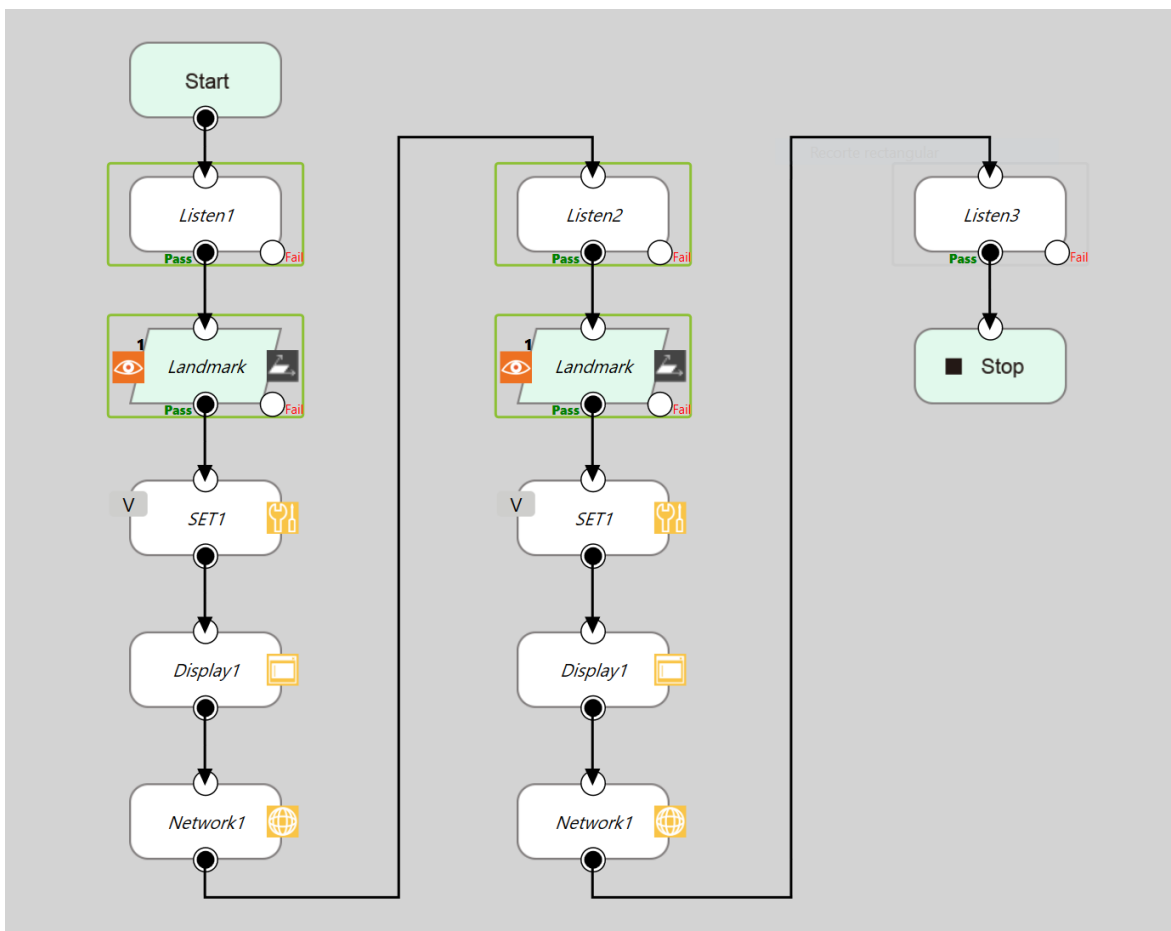 Start
Listen1
Pass
Fail
1
Landmark
Pass
Fail
V
SET1
Display1
Network1
Listen2
Pass
Fail
1
Landmark
Pass
Fail
V
SET1
Display1
Network1
Recorte rectangular
Listen3
Pass
Fail
Stop